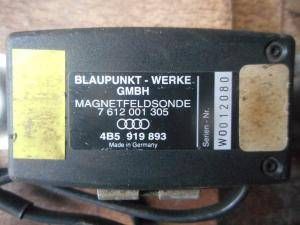 BLAUPUNKT - WERKE
GMBH
MAGNETFELDSONDE
7 612 001 305
4B5 919 893
Made in Germany
Serien - Nr.
W0012080